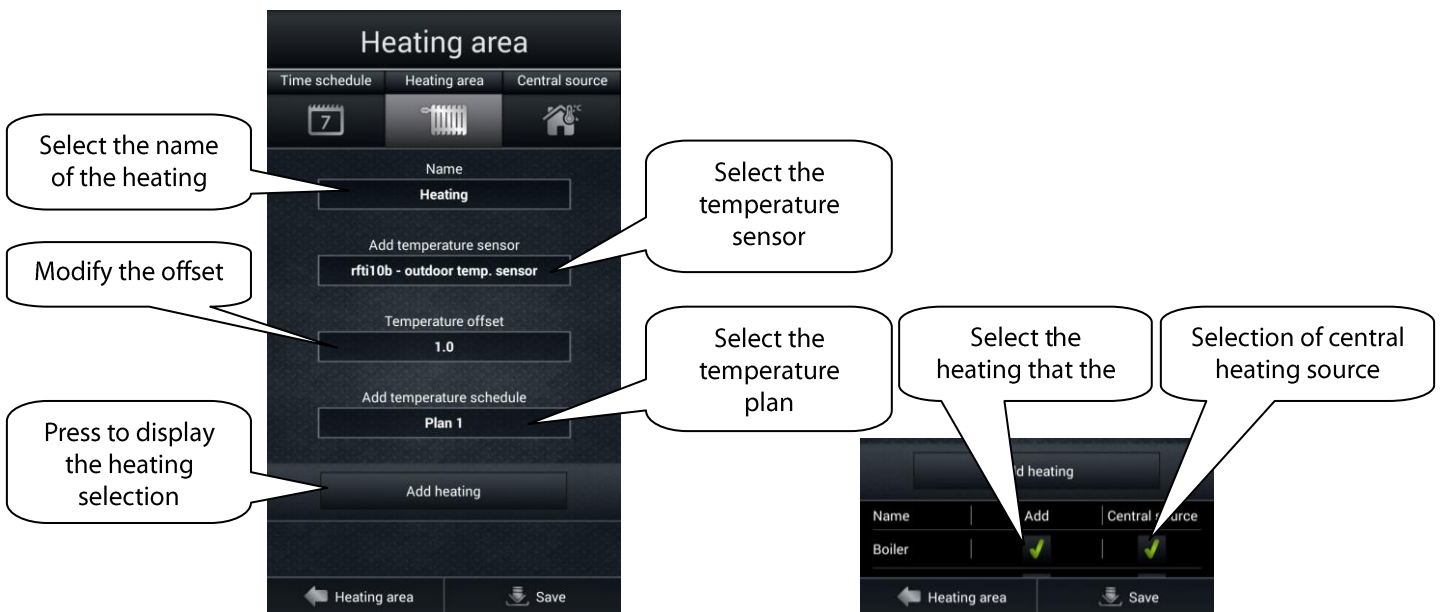 Heating area
Time schedule
Heating area
Central source
7
°C
Select the name
of the heating
Name
Heating
Select the
temperature
sensor
Add temperature sensor
rfti10b - outdoor temp. sensor
Modify the offset
Temperature offset
1.0
Select the
temperature
plan
Add temperature schedule
Plan 1
Press to display
the heating
selection
Add heating
Heating area
Save
Select the
heating that the
Selection of central
heating source
d heating
Name
Add
Central s urce
Boiler
Heating area
Save